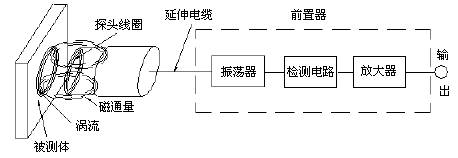 探头线圈
延伸电缆
前置器
振荡器
检测电路
放大器
输
出
磁通量
涡流
被测体